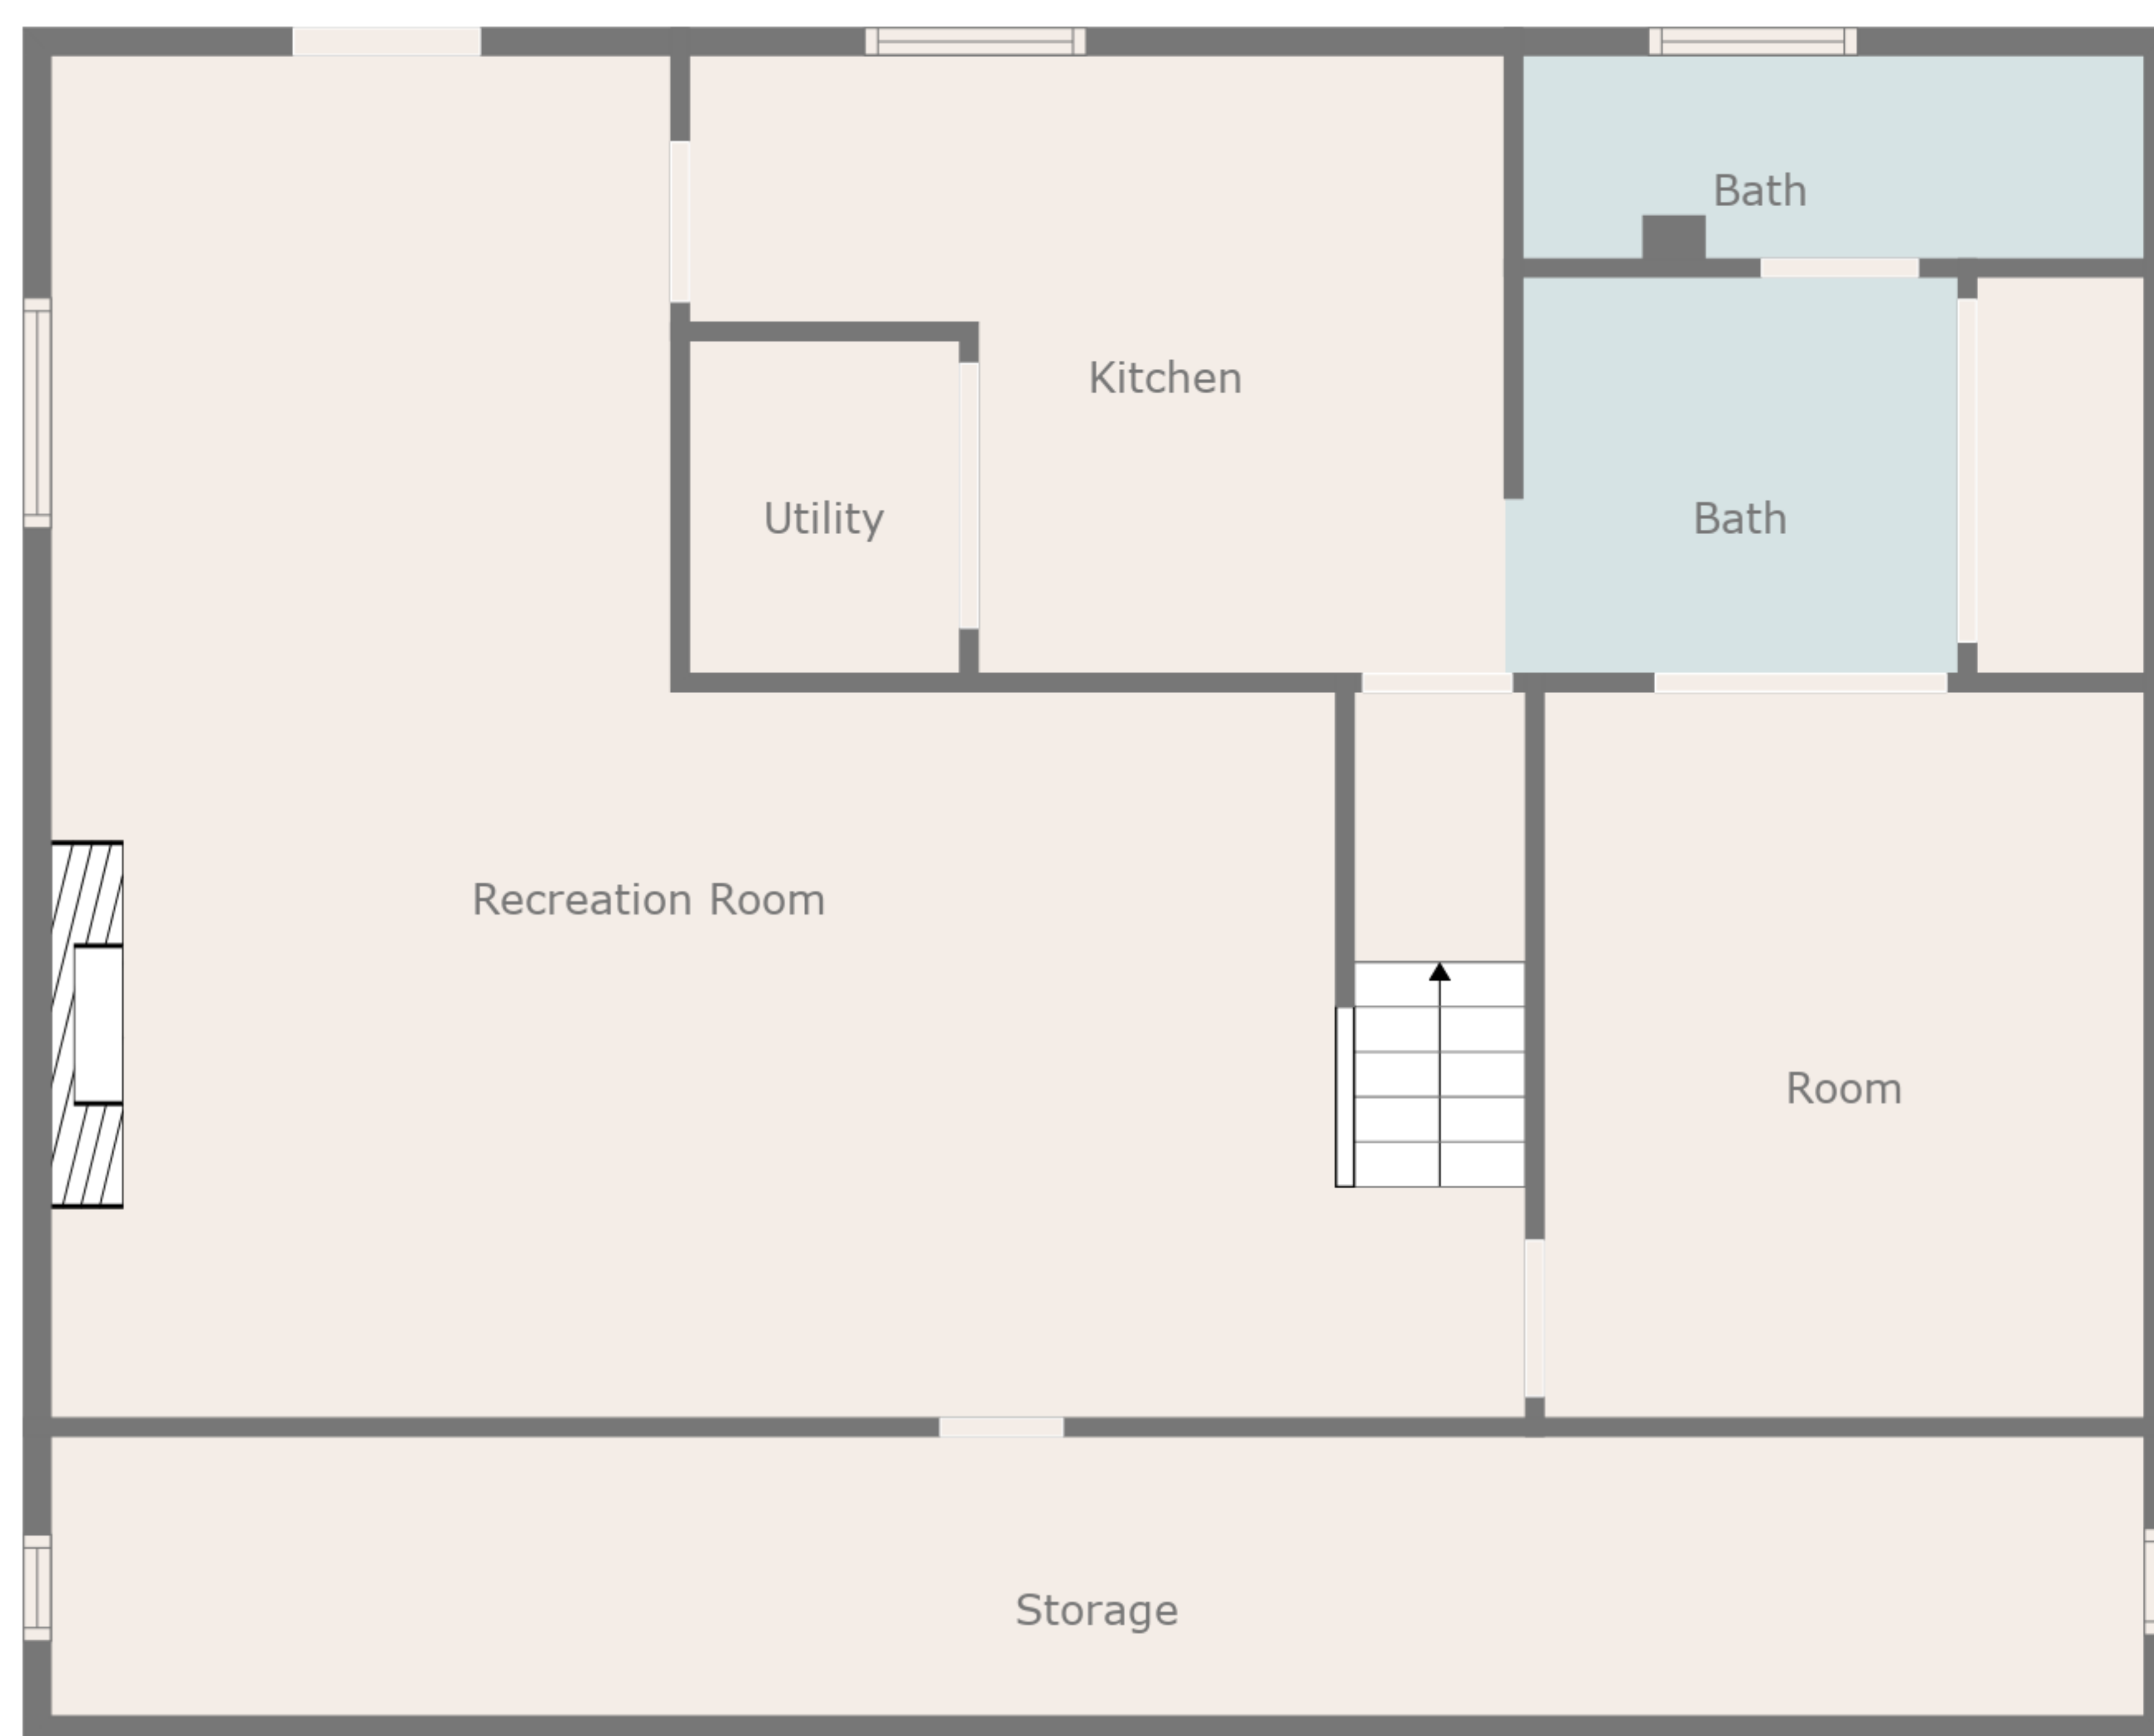 Bath
Kitchen
Utility
Bath
Recreation Room
Room
Storage